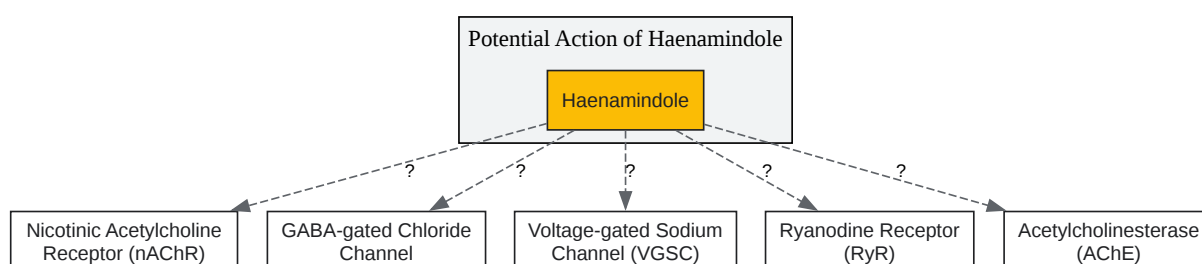 Potential Action of Haenamindole
Haenamindole
? ? ? ? ?
Nicotinic Acetylcholine
Receptor (nAChR)
GABA-gated Chloride
Channel
Voltage-gated Sodium
Channel (VGSC)
Ryanodine Receptor
(RyR)
Acetylcholinesterase
(AChE)